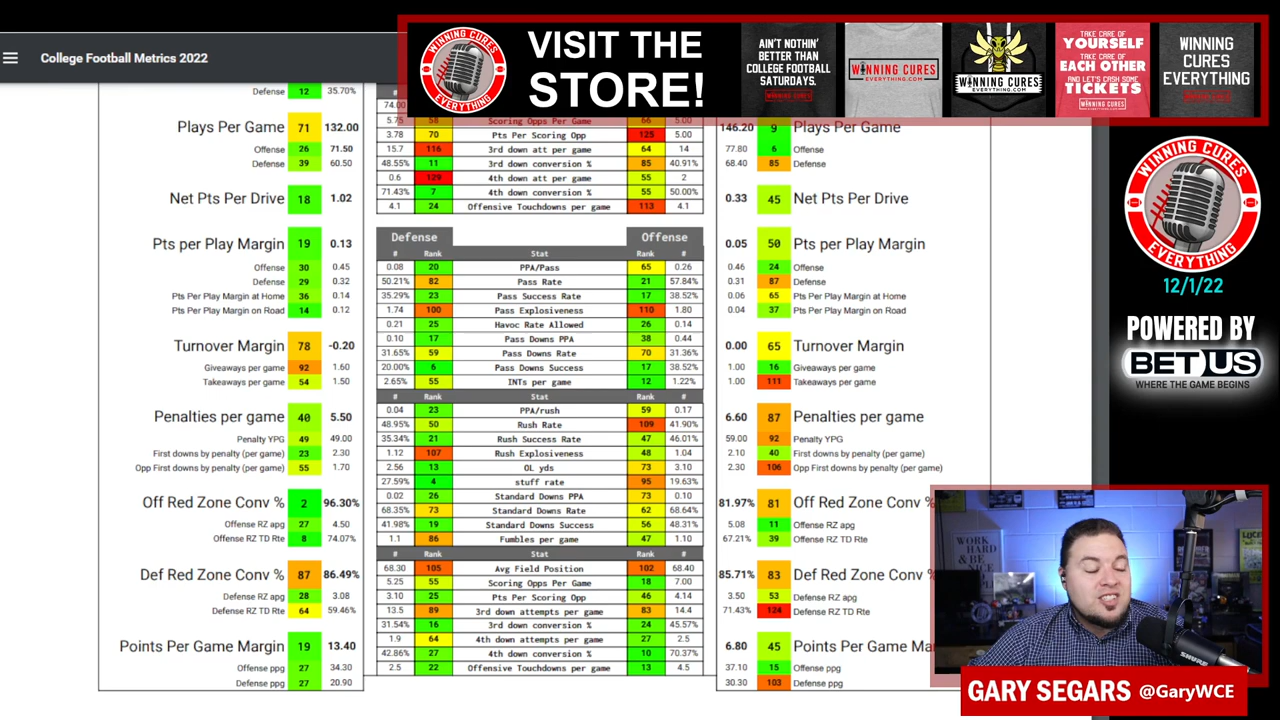 College Football Metrics 2022
VISIT THE
STORE!
WINNING CURES
EVERYTHING
AIN'T NOTHIN'
BETTER THAN
COLLEGE FOOTBALL
SATURDAYS.
WINNING CURES
WINNING CURES
EVERYTHING.COM
WINNING CURES
EVERYTHING.COM
TAKE CARE OF
YOURSELF
TAKE CARE OF
EACH OTHER
AND LET'S CASH SOME
TICKETS
WINNING CURES
WINNING
CURES
EVERYTHING
WINNING CURES
EVERYTHING
12/1/22
POWERED BY
BETUS
WHERE THE GAME BEGINS
Defense 12 35.70%
Plays Per Game 71 132.00
Offense 26 71.50
Defense 39 60.50
Net Pts Per Drive 18 1.02
Pts per Play Margin 19 0.13
Offense 30 0.45
Defense 29 0.32
Pts Per Play Margin at Home 36 0.14
Pts Per Play Margin on Road 14 0.12
Turnover Margin 78 -0.20
Giveaways per game 92 1.60
Takeaways per game 54 1.50
Penalties per game 40 5.50
Penalty YPG 49 49.00
First downs by penalty (per game) 23 2.30
Opp First downs by penalty (per game) 55 1.70
Off Red Zone Conv % 2 96.30%
Offense RZ apg 27 4.50
Offense RZ TD Rte 8 74.07%
Def Red Zone Conv % 87 86.49%
Defense RZ apg 28 3.08
Defense RZ TD Rte 64 59.46%
Points Per Game Margin 19 13.40
Offense ppg 27 34.30
Defense ppg 27 20.90
# Rank
74.00
5.75 58 Scoring Opps Per Game 66 5.00
3.78 70 Pts Per Scoring Opp 125 5.00
15.7 116 3rd down att per game 64 14
48.55% 11 3rd down conversion % 85 40.91%
0.6 129 4th down att per game 55 2
71.43% 7 4th down conversion % 55 50.00%
4.1 24 Offensive Touchdowns per game 113 4.1
Defense Offense
# Rank Stat Rank #
0.08 20 PPA/Pass 65 0.26
50.21% 82 Pass Rate 21 57.84%
35.29% 23 Pass Success Rate 17 38.52%
1.74 100 Pass Explosiveness 110 1.80
0.21 25 Havoc Rate Allowed 26 0.14
0.10 17 Pass Downs PPA 38 0.44
31.65% 59 Pass Downs Rate 70 31.36%
20.00% 6 Pass Downs Success 17 38.52%
2.65% 55 INTs per game 12 1.22%
# Rank Stat Rank #
0.04 23 PPA/rush 59 0.17
48.95% 50 Rush Rate 109 41.90%
35.34% 21 Rush Success Rate 47 46.01%
1.12 107 Rush Explosiveness 48 1.04
2.56 13 OL yds 73 3.10
27.59% 4 stuff rate 95 19.63%
0.02 26 Standard Downs PPA 73 0.10
68.35% 73 Standard Downs Rate 62 68.64%
41.98% 19 Standard Downs Success 56 48.31%
1.1 86 Fumbles per game 47 1.10
# Rank Stat Rank #
68.30 105 Avg Field Position 102 68.40
5.25 55 Scoring Opps Per Game 18 7.00
3.10 25 Pts Per Scoring Opp 46 4.14
13.5 89 3rd down attempts per game 83 14.4
31.54% 16 3rd down conversion % 24 45.57%
1.9 64 4th down attempts per game 27 2.5
42.86% 27 4th down conversion % 10 70.37%
2.5 22 Offensive Touchdowns per game 13 4.5
146.20 9 Plays Per Game
77.80 6 Offense
68.40 85 Defense
0.33 45 Net Pts Per Drive
0.05 50 Pts per Play Margin
0.46 24 Offense
0.31 87 Defense
0.06 65 Pts Per Play Margin at Home
0.04 37 Pts Per Play Margin on Road
0.00 65 Turnover Margin
1.00 16 Giveaways per game
1.00 111 Takeaways per game
6.60 87 Penalties per game
59.00 92 Penalty YPG
2.10 40 First downs by penalty (per game)
2.30 106 Opp First downs by penalty (per game)
81.97% 81 Off Red Zone Conv %
5.08 11 Offense RZ apg
67.21% 39 Offense RZ TD Rte
85.71% 83 Def Red Zone Conv %
3.50 53 Defense RZ apg
71.43% 124 Defense RZ TD Rte
6.80 45 Points Per Game Ma
37.10 15 Offense ppg
30.30 103 Defense ppg
WORK
HARD &
BE NICE
SHURE
GARY SEGARS @GaryWCE